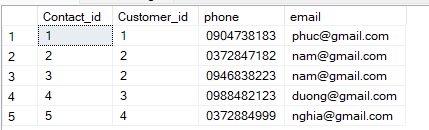 Contact_id Customer_id phone email
1 1 1 0904738183 phuc@gmail.com
2 2 2 0372847182 nam@gmail.com
3 3 2 0946838223 nam@gmail.com
4 4 3 0988482123 duong@gmail.com
5 5 4 0372884999 nghia@gmail.com